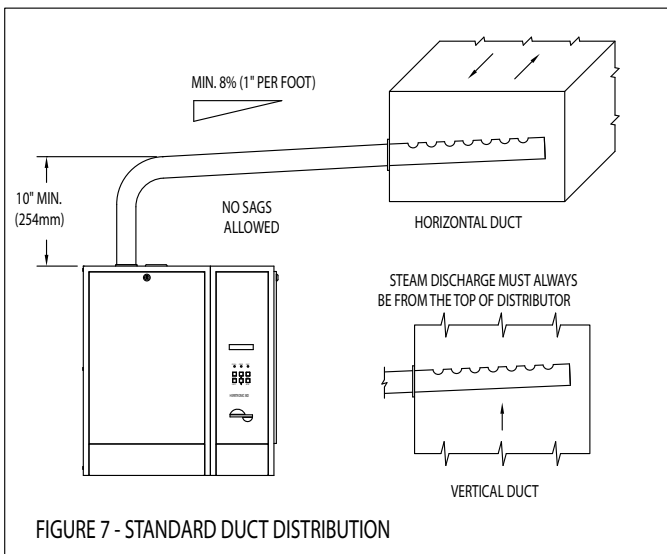 MIN. 8% (1" PER FOOT)
10" MIN.
(254mm)
NO SAGS
ALLOWED
HORIZONTAL DUCT
STEAM DISCHARGE MUST ALWAYS
BE FROM THE TOP OF DISTRIBUTOR
VERTICAL DUCT
FIGURE 7 - STANDARD DUCT DISTRIBUTION